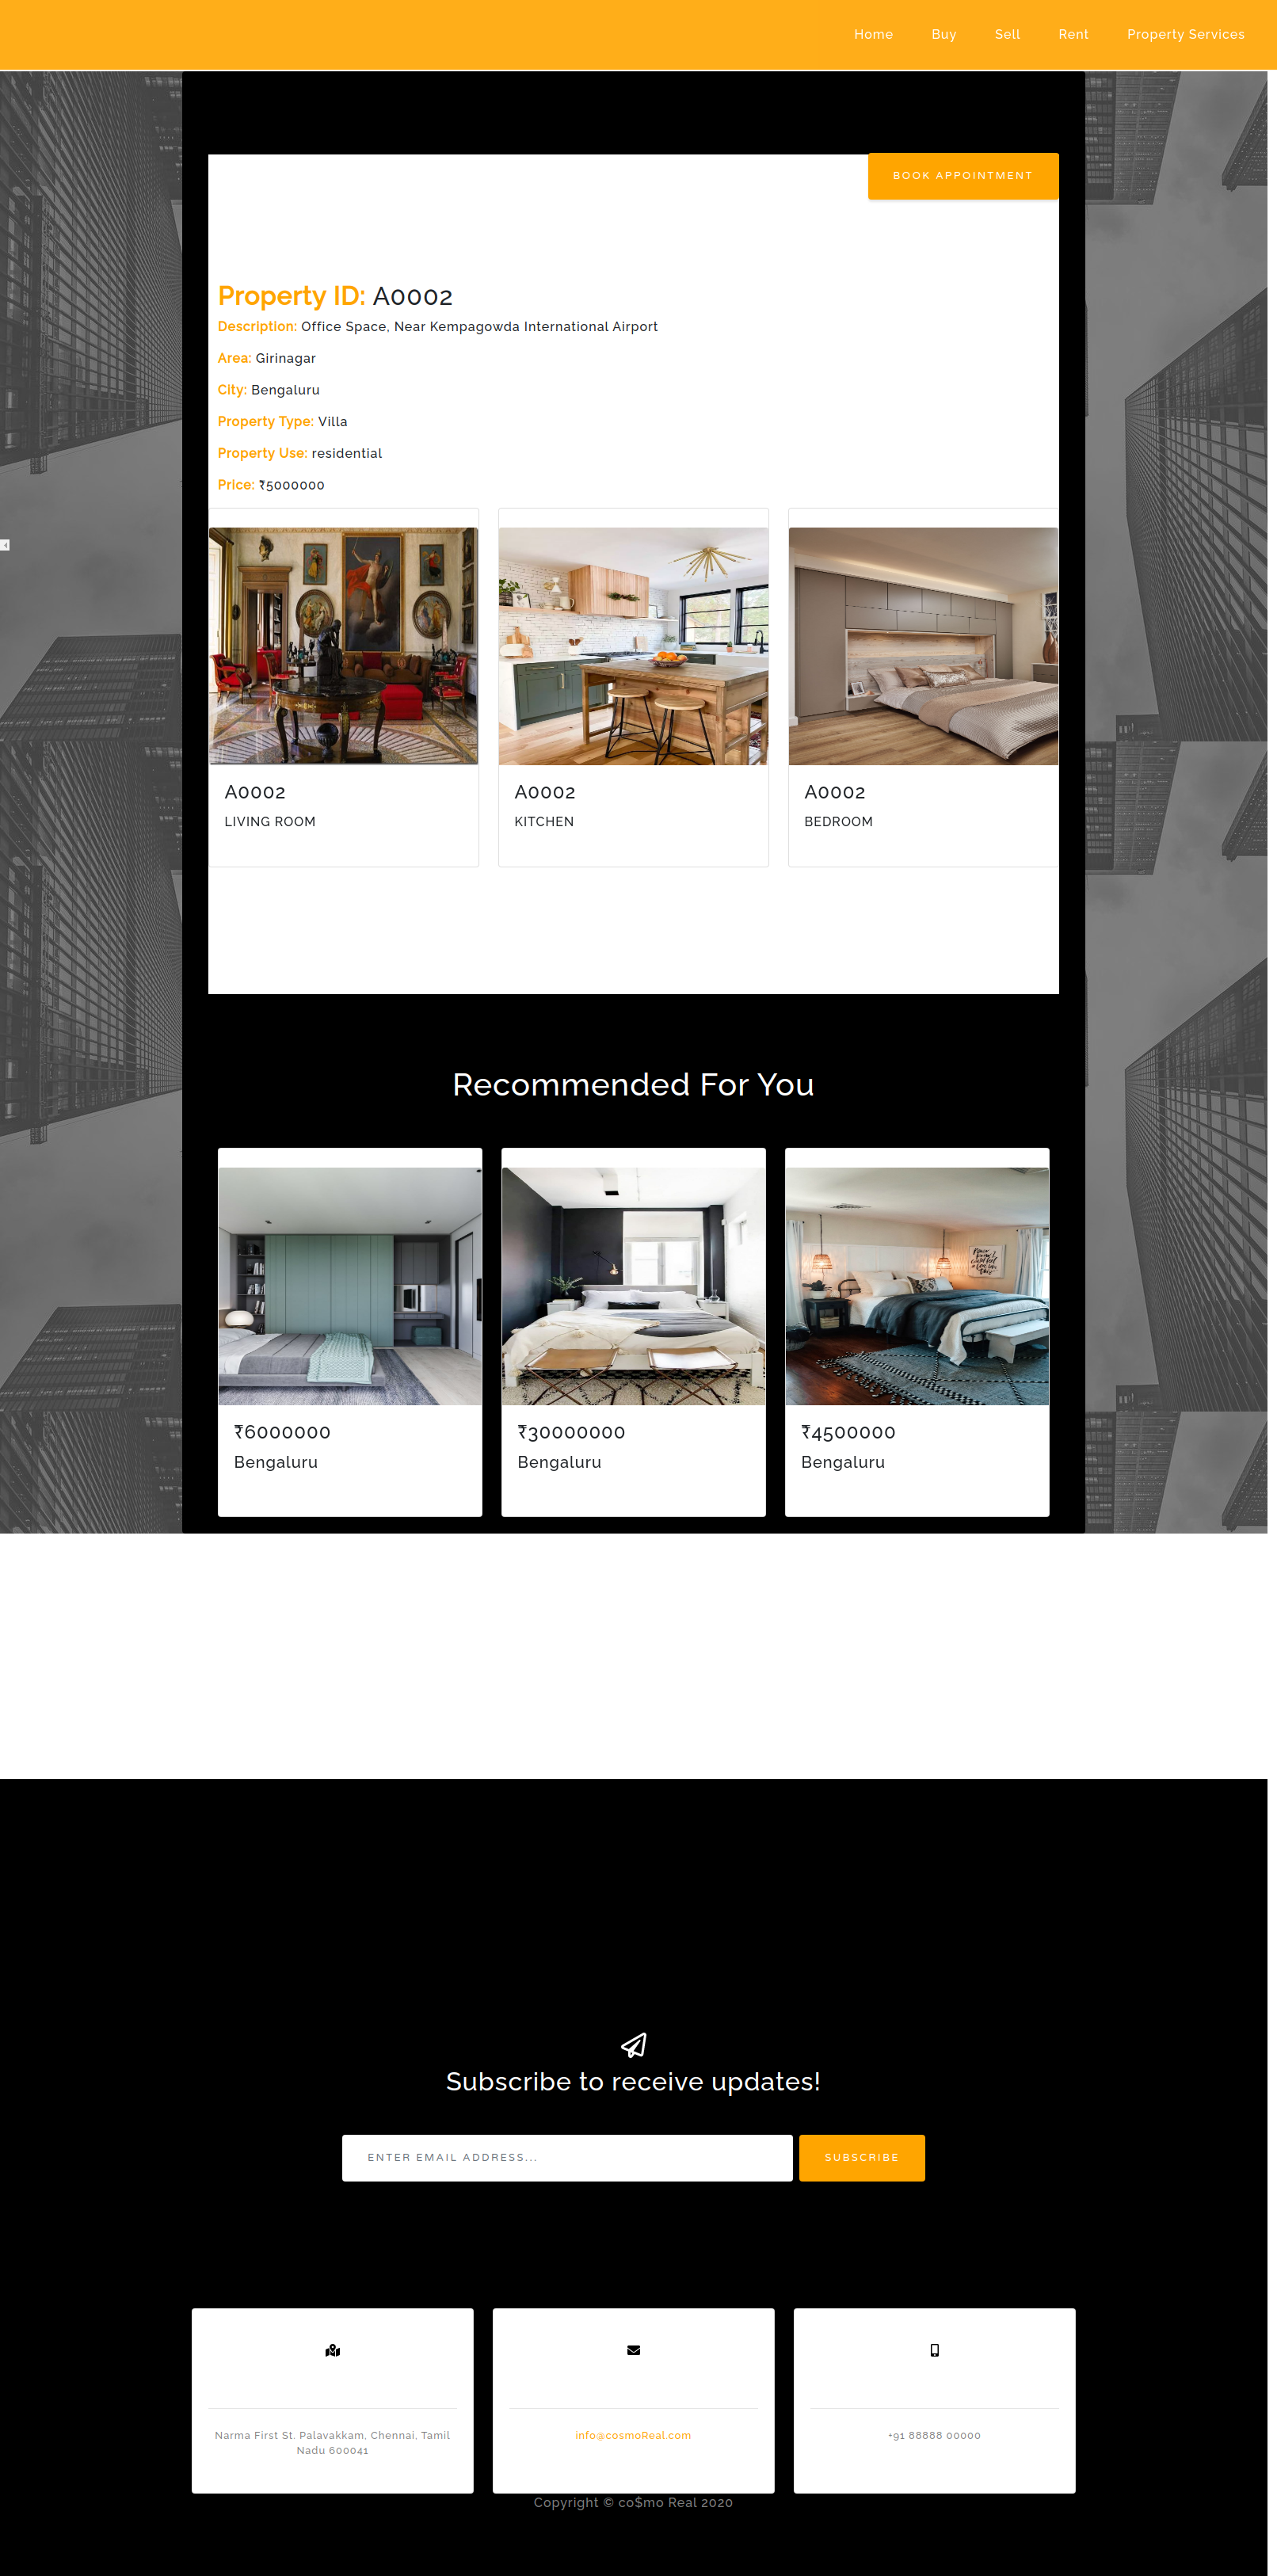 Home Buy Sell Rent Property Services
BOOK APPOINTMENT
Property ID: A0002
Description: Office Space, Near Kempagowda International Airport
Area: Girinagar
City: Bengaluru
Property Type: Villa
Property Use: residential
Price: ₹5000000
A0002
LIVING ROOM
A0002
KITCHEN
A0002
BEDROOM
Recommended For You
₹6000000
Bengaluru
₹30000000
Bengaluru
₹4500000
Bengaluru
Subscribe to receive updates!
ENTER EMAIL ADDRESS...
SUBSCRIBE
Narma First St, Palavakkam, Chennai, Tamil
Nadu 600041
info@cosmoReal.com
+91 88888 00000
Copyright © co$mo Real 2020